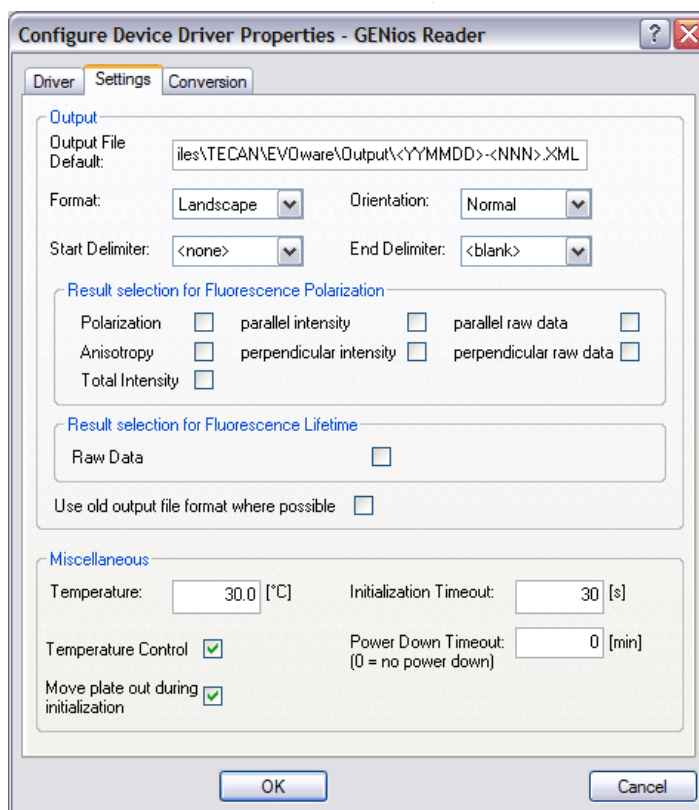 Configure Device Driver Properties - GENios Reader
Driver Settings Conversion
Output
Output File
Default:
iles\TECAN\EVOware\Output\<YYMMDD>-<NNN>.XML
Format: Landscape Orientation: Normal
Start Delimiter: <none> End Delimiter: <blank>
Result selection for Fluorescence Polarization
Polarization parallel intensity parallel raw data
Anisotropy perpendicular intensity perpendicular raw data
Total Intensity
Result selection for Fluorescence Lifetime
Raw Data
Use old output file format where possible
Miscellaneous
Temperature: 30.0 [°C] Initialization Timeout: 30 [s]
Temperature Control Power Down Timeout: 0 [min]
(0 = no power down)
Move plate out during
initialization
OK Cancel